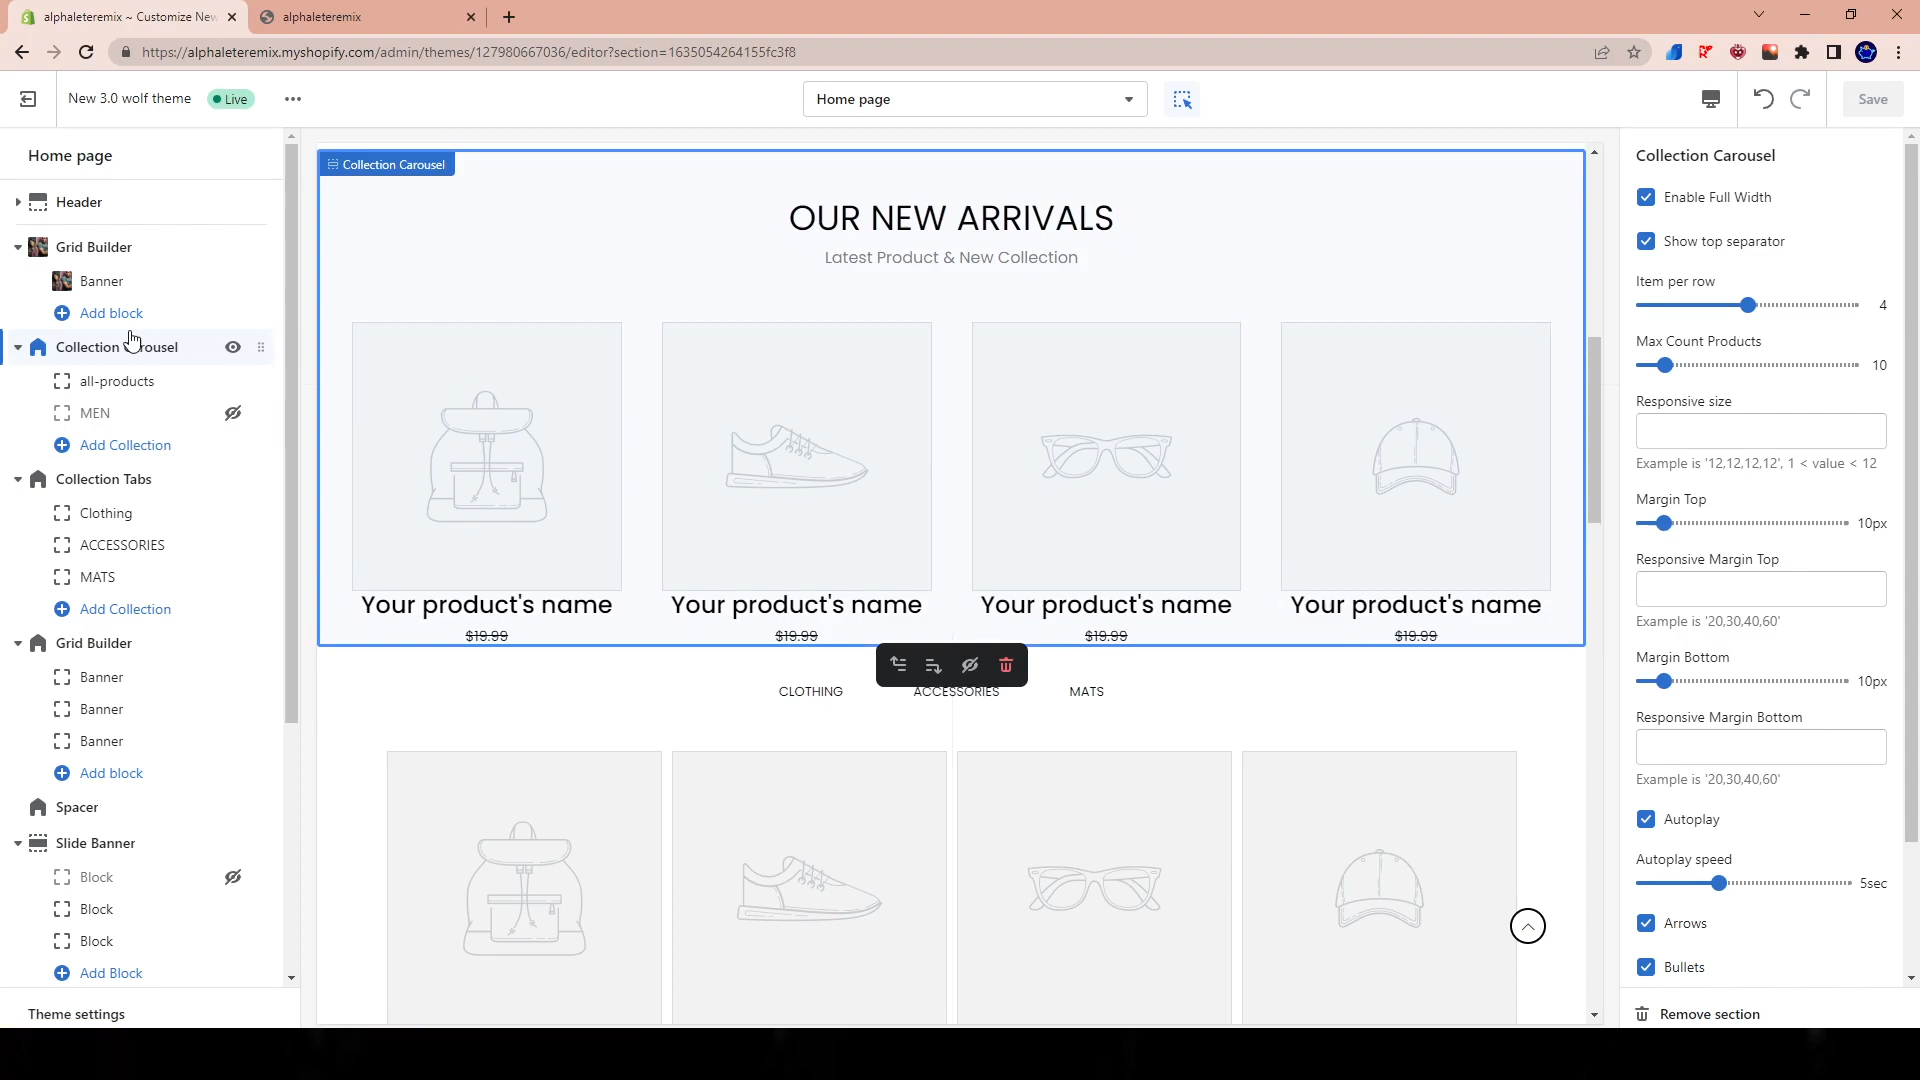 alphaleteremix ~ Customize New
alphaleteremix
https://alphaleteremix.myshopify.com/admin/themes/127980667036/editor?section=1635054264155fc3f8
New 3.0 wolf theme
Live
Home page
Save
Home page
Header
Grid Builder
Banner
Add block
Collection Carousel
all-products
MEN
Add Collection
Collection Tabs
Clothing
ACCESSORIES
MATS
Add Collection
Grid Builder
Banner
Banner
Banner
Add block
Spacer
Slide Banner
Block
Block
Block
Add Block
Theme settings
Collection Carousel
OUR NEW ARRIVALS
Latest Product & New Collection
Your product's name Your product's name Your product's name Your product's name
$19.99 $19.99 $19.99 $19.99
CLOTHING ACCESSORIES MATS
Collection Carousel
Enable Full Width
Show top separator
Item per row
4
Max Count Products
10
Responsive size
Example is '12,12,12,12', 1 < value < 12
Margin Top
10px
Responsive Margin Top
Example is '20,30,40,60'
Margin Bottom
10px
Responsive Margin Bottom
Example is '20,30,40,60'
Autoplay
Autoplay speed
5sec
Arrows
Bullets
Remove section